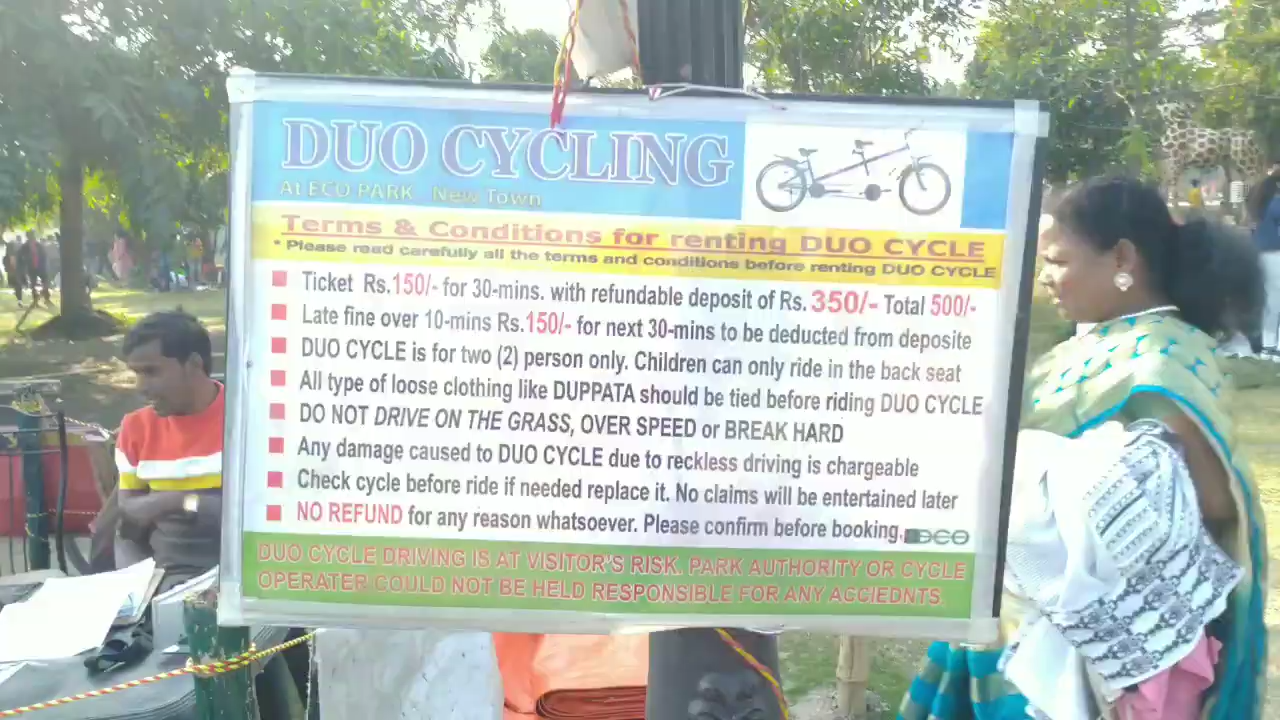 DUO CYCLING
At ECO PARK New Town
Terms & Conditions for renting DUO CYCLE
* Please read carefully all the terms and conditions before renting DUO CYCLE
Ticket Rs.150/- for 30-mins. with refundable deposit of Rs. 350/- Total 500/-
Late fine over 10-mins Rs.150/- for next 30-mins to be deducted from deposite
DUO CYCLE is for two (2) person only. Children can only ride in the back seat
All type of loose clothing like DUPPATA should be tied before riding DUO CYCLE
DO NOT DRIVE ON THE GRASS, OVER SPEED or BREAK HARD
Any damage caused to DUO CYCLE due to reckless driving is chargeable
Check cycle before ride if needed replace it. No claims will be entertained later
NO REFUND for any reason whatsoever. Please confirm before booking.
DUO CYCLE DRIVING IS AT VISITOR'S RISK. PARK AUTHORITY OR CYCLE
OPERATER COULD NOT BE HELD RESPONSIBLE FOR ANY ACCIEDNTS.